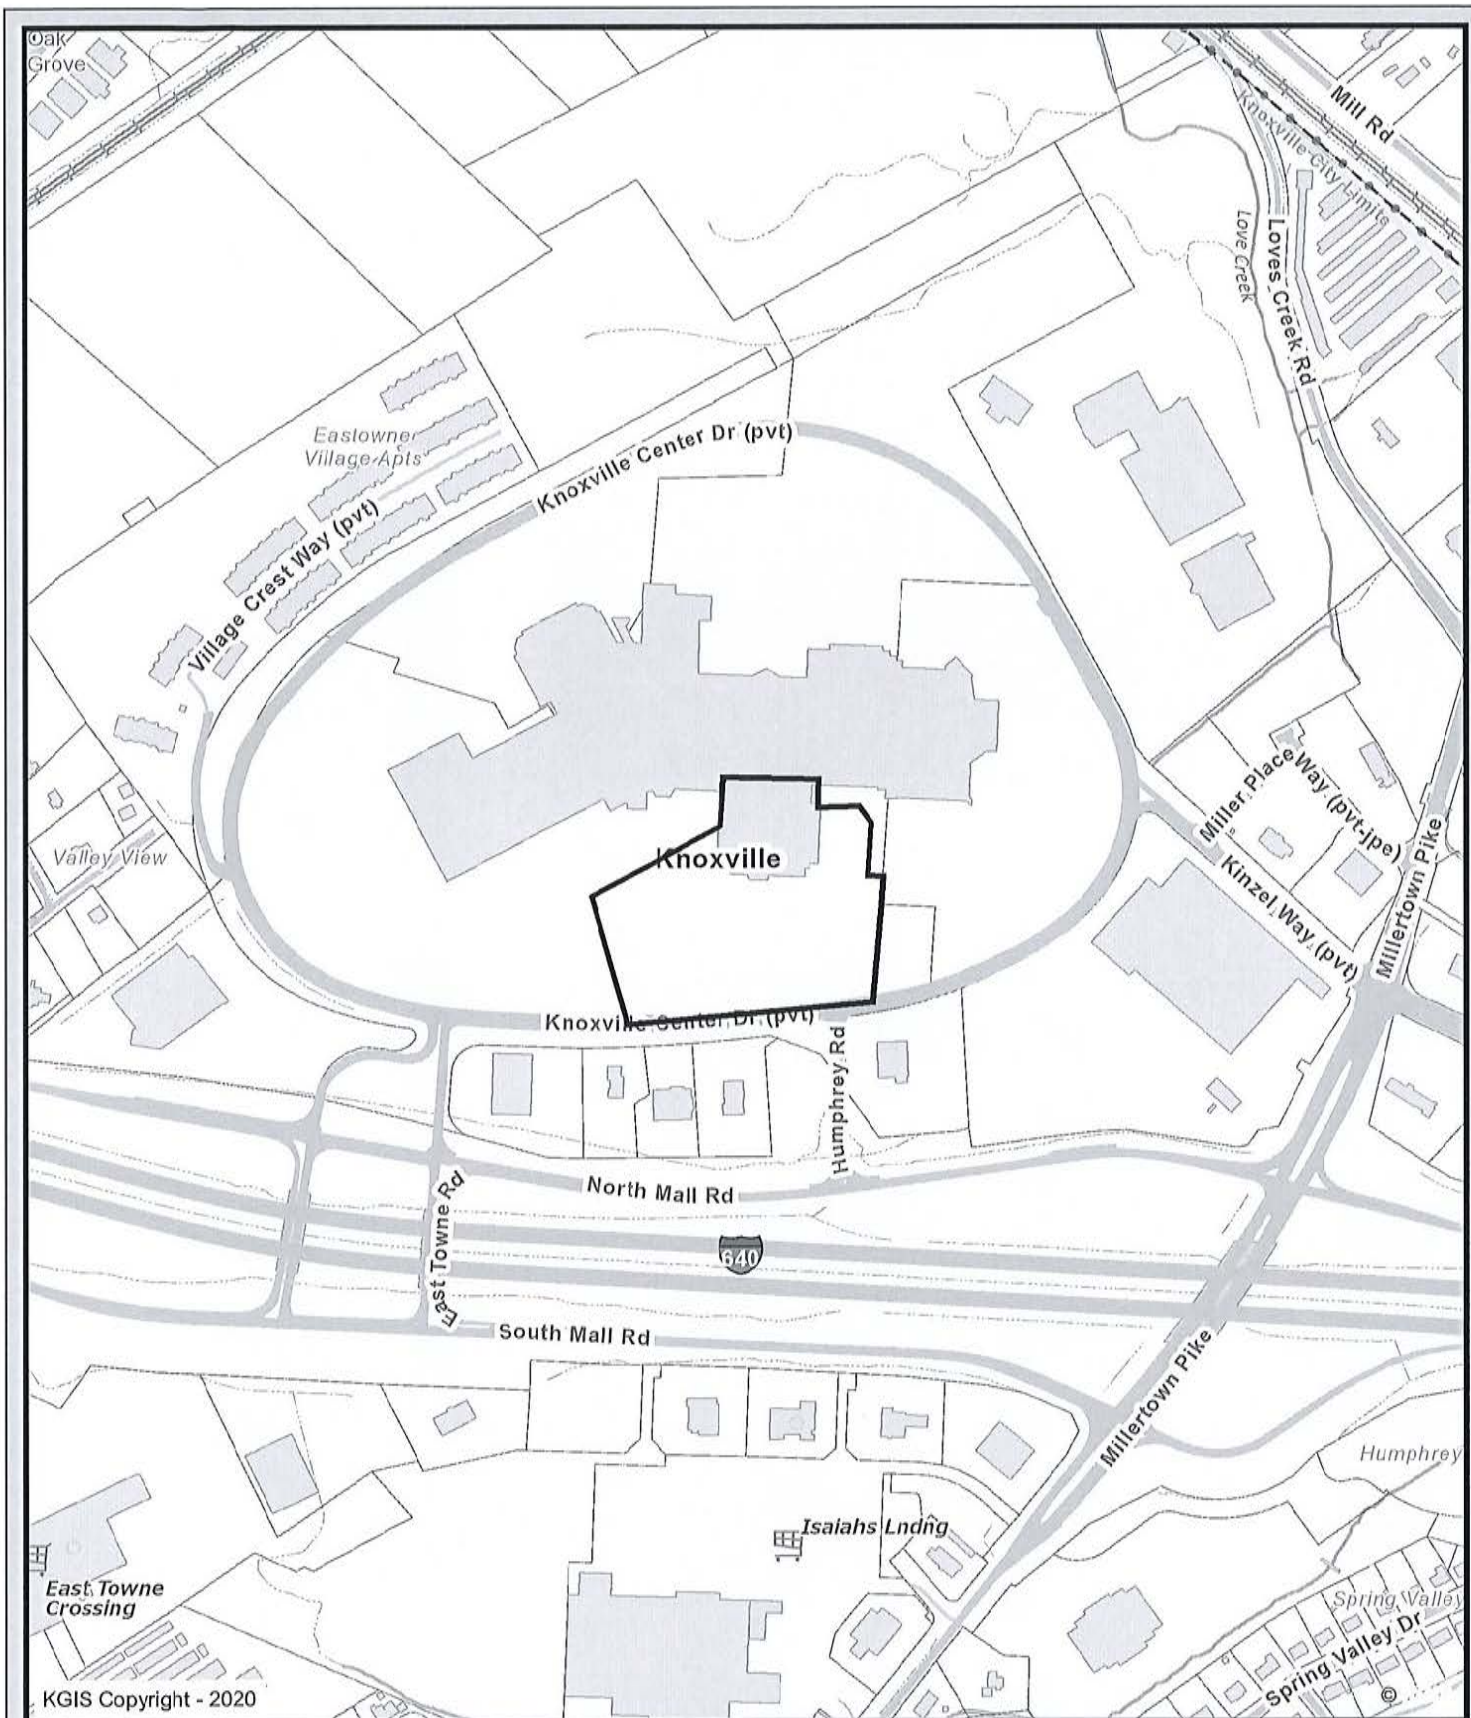 Oak
Grove
Mill Rd
Knoxville City Limits
Love Creek
Loves Creek Rd
Eastowne
Village Apts
Knoxville Center Dr (pvt)
Village Crest Way (pvt)
Miller Place Way (pvt-jpe)
Valley View
Knoxville
Kinzel Way (pvt)
Millertown Pike
Knoxville Center Dr (pvt)
Humphrey Rd
North Mall Rd
East Towne Rd
640
South Mall Rd
Millertown Pike
Humphrey
Isaiahs Lndng
East Towne
Crossing
Spring Valley
Spring Valley Dr
KGIS Copyright - 2020
©